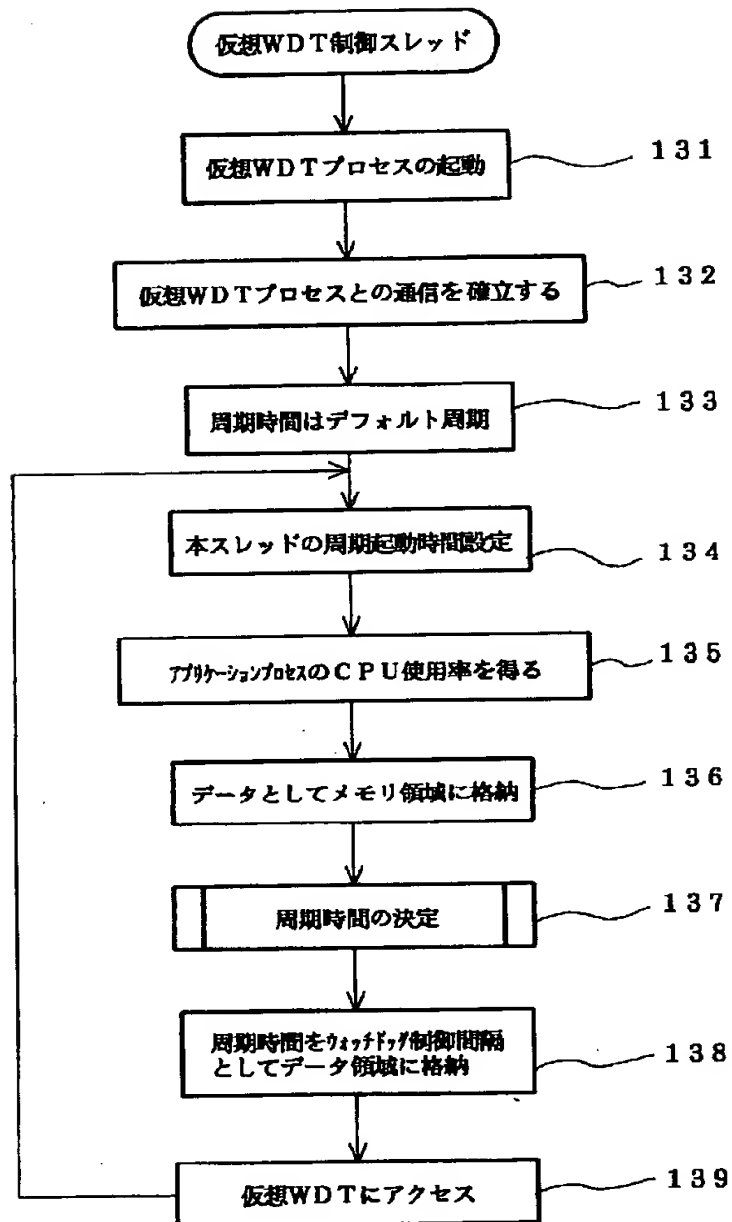 仮想ＷＤＴ制御スレッド
仮想ＷＤＴプロセスの起動
１３１
仮想ＷＤＴプロセスとの通信を確立する
１３２
周期時間はデフォルト周期
１３３
本スレッドの周期起動時間設定
１３４
ｱﾌﾟﾘｹｰｼｮﾝﾌﾟﾛｾｽのＣＰＵ使用率を得る
１３５
データとしてメモリ領域に格納
１３６
周期時間の決定
１３７
周期時間をｳｫｯﾁﾄﾞｯｸﾞ制御間隔
としてデータ領域に格納
１３８
仮想ＷＤＴにアクセス
１３９